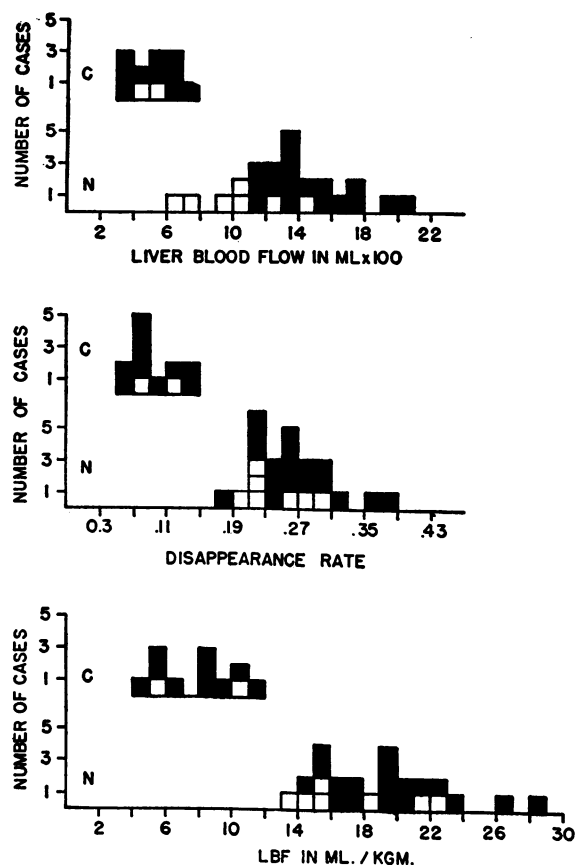 NUMBER OF CASES
5
3
1
C
5
3
1
N
2 6 10 14 18 22
LIVER BLOOD FLOW IN MLx100
NUMBER OF CASES
5
3
1
C
5
3
1
N
0.3 .11 .19 .27 .35 .43
DISAPPEARANCE RATE
NUMBER OF CASES
5
3
1
C
5
3
1
N
2 6 10 14 18 22 26 30
LBF IN ML./KGM.